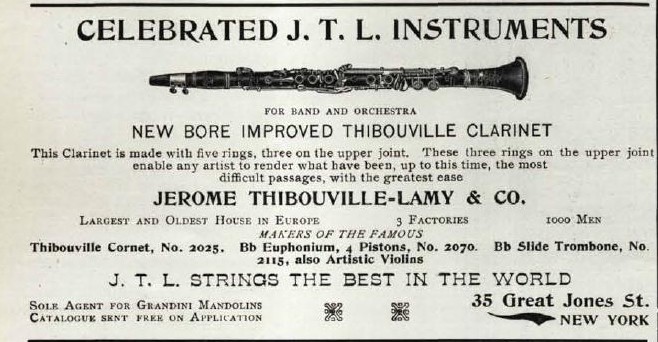 CELEBRATED J. T. L. INSTRUMENTS
FOR BAND AND ORCHESTRA
NEW BORE IMPROVED THIBOUVILLE CLARINET
This Clarinet is made with five rings, three on the upper joint. These three rings on the upper joint
enable any artist to render what have been, up to this time, the most
difficult passages, with the greatest ease
JEROME THIBOUVILLE-LAMY & CO.
LARGEST AND OLDEST HOUSE IN EUROPE 3 FACTORIES 1000 MEN
MAKERS OF THE FAMOUS
Thibouville Cornet, No. 2025. Bb Euphonium, 4 Pistons, No. 2070. Bb Slide Trombone, No.
2115, also Artistic Violins
J. T. L. STRINGS THE BEST IN THE WORLD
SOLE AGENT FOR GRANDINI MANDOLINS
CATALOGUE SENT FREE ON APPLICATION
35 Great Jones St.
NEW YORK